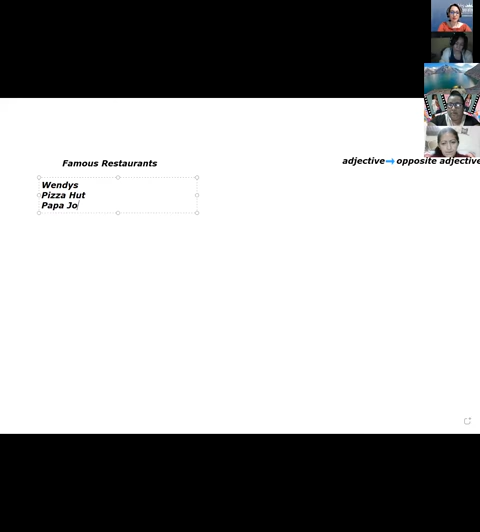 Famous Restaurants
adjective➡opposite adjective
Wendys
Pizza Hut
Papa Jo